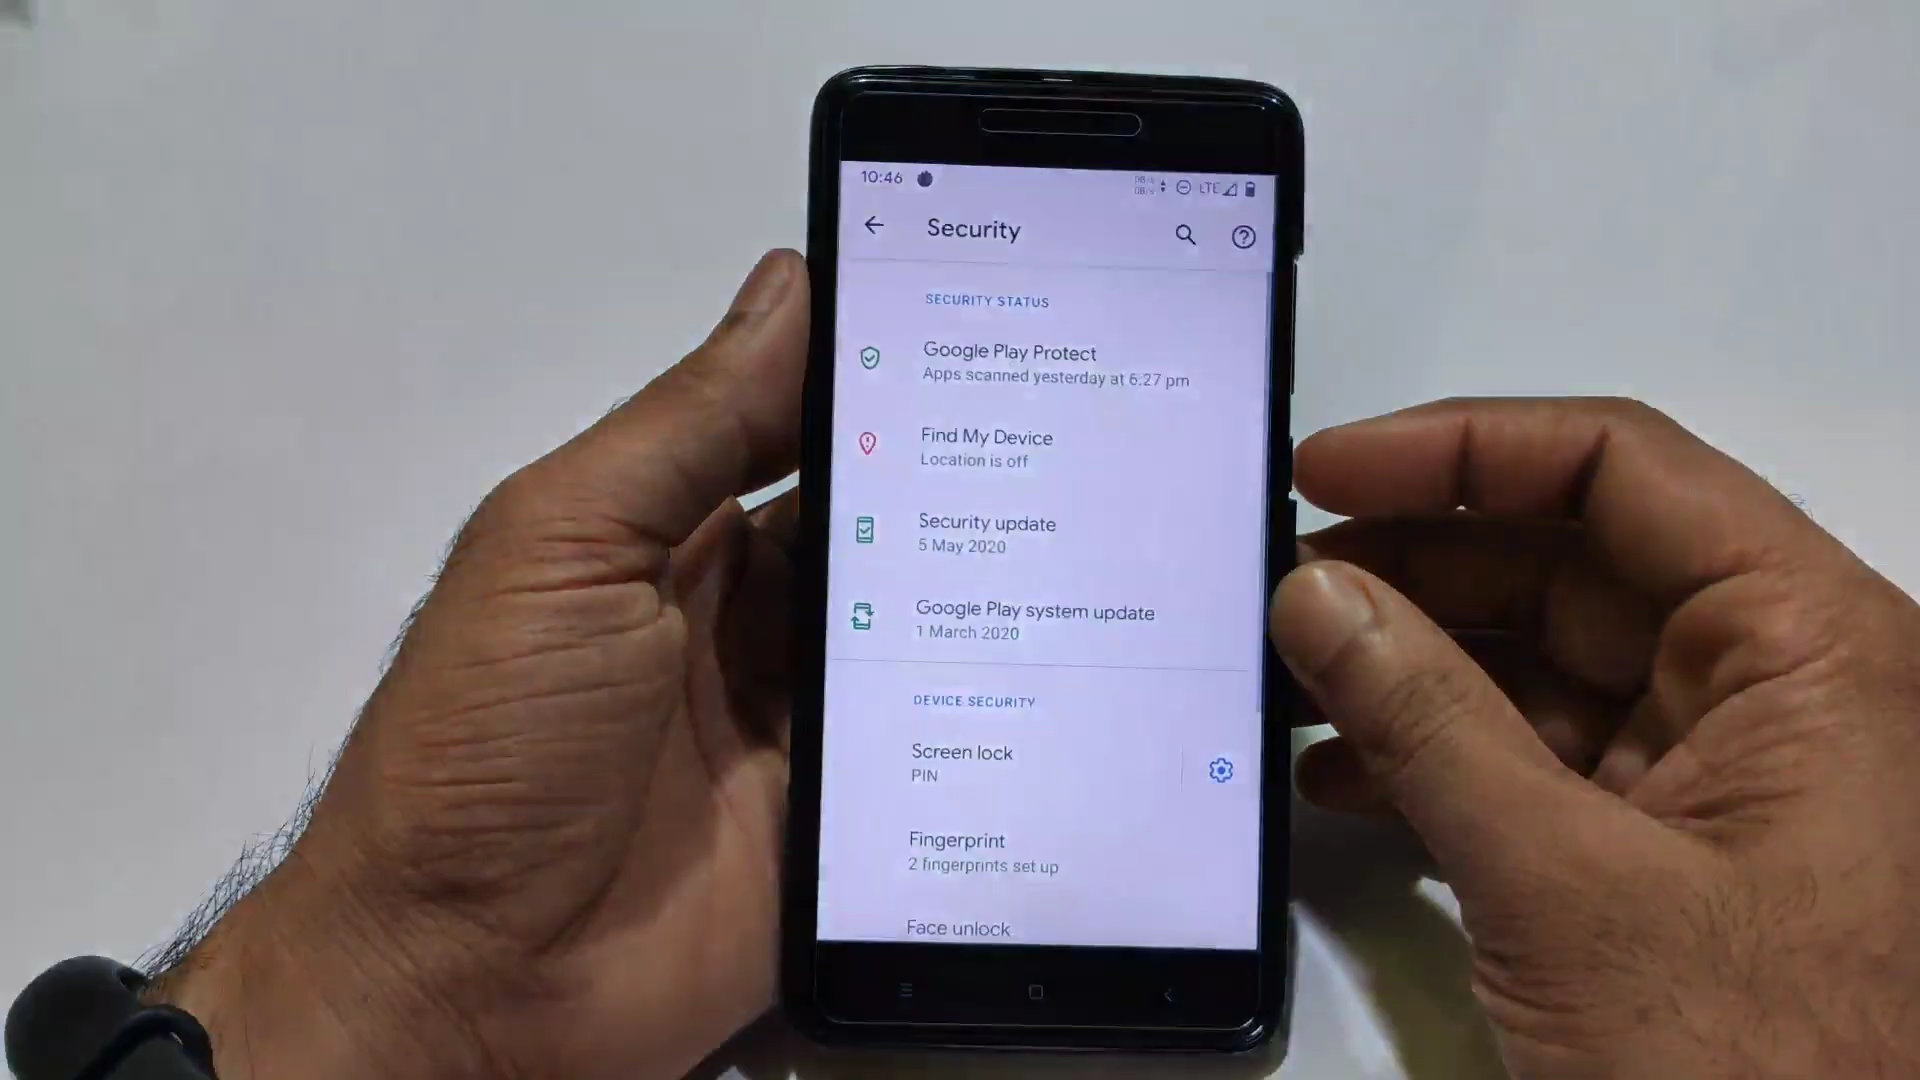 10:46
LTE
Security
SECURITY STATUS
Google Play Protect
Apps scanned yesterday at 6:27 pm
Find My Device
Location is off
Security update
5 May 2020
Google Play system update
1 March 2020
DEVICE SECURITY
Screen lock
PIN
Fingerprint
2 fingerprints set up
Face unlock